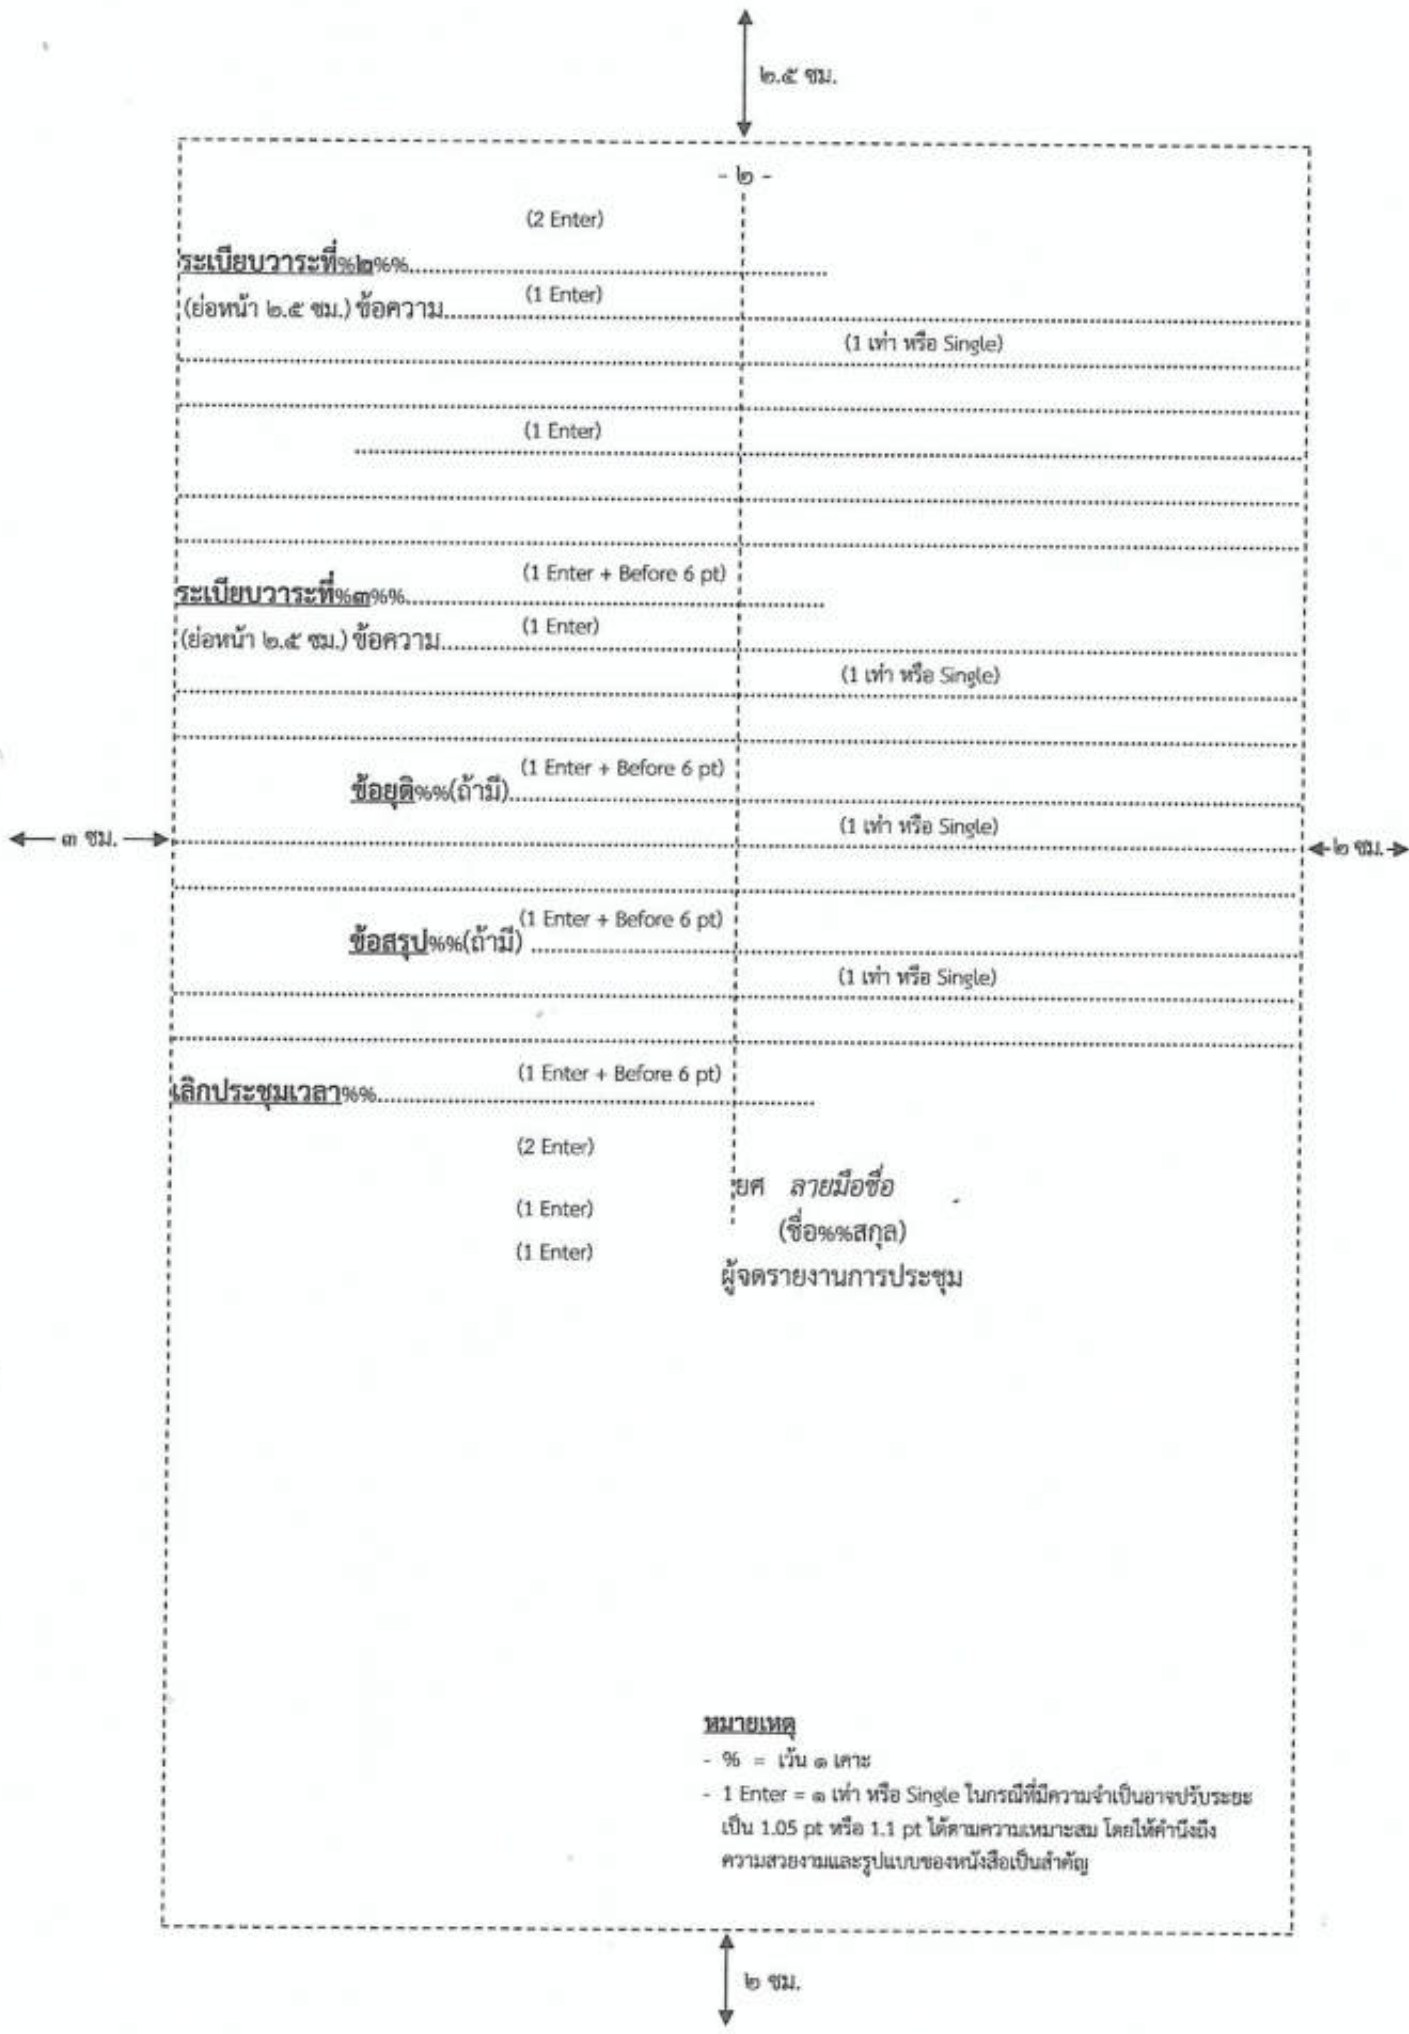 ๒.๕ ซม.
- ๒ -
(2 Enter)
ระเบียบวาระที่%๒%%........................................
(1 Enter)
(ย่อหน้า ๒.๕ ซม.) ข้อความ........................................
(1 เท่า หรือ Single)
(1 Enter)
(1 Enter + Before 6 pt)
ระเบียบวาระที่%๓%%........................................
(1 Enter)
(ย่อหน้า ๒.๕ ซม.) ข้อความ........................................
(1 เท่า หรือ Single)
(1 Enter + Before 6 pt)
ข้อยุติ%%(ถ้ามี)........................................
(1 เท่า หรือ Single)
๓ ซม.
๒ ซม.
(1 Enter + Before 6 pt)
ข้อสรุป%%(ถ้ามี) ........................................
(1 เท่า หรือ Single)
(1 Enter + Before 6 pt)
เลิกประชุมเวลา%%........................................
(2 Enter)
ยศ ลายมือชื่อ
(1 Enter)
(ชื่อ%%สกุล)
(1 Enter)
ผู้จดรายงานการประชุม
หมายเหตุ
- % = เว้น ๑ เคาะ
- 1 Enter = ๑ เท่า หรือ Single ในกรณีที่มีความจำเป็นอาจปรับระยะ
เป็น 1.05 pt หรือ 1.1 pt ได้ตามความเหมาะสม โดยให้คำนึงถึง
ความสวยงามและรูปแบบของหนังสือเป็นสำคัญ
๒ ซม.